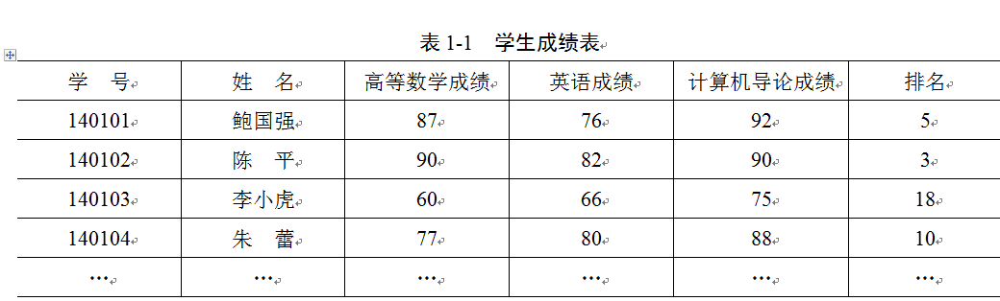 表 1-1 学生成绩表
学 号 姓 名 高等数学成绩 英语成绩 计算机导论成绩 排名
140101 鲍国强 87 76 92 5
140102 陈 平 90 82 90 3
140103 李小虎 60 66 75 18
140104 朱 蕾 77 80 88 10
… … … … … …